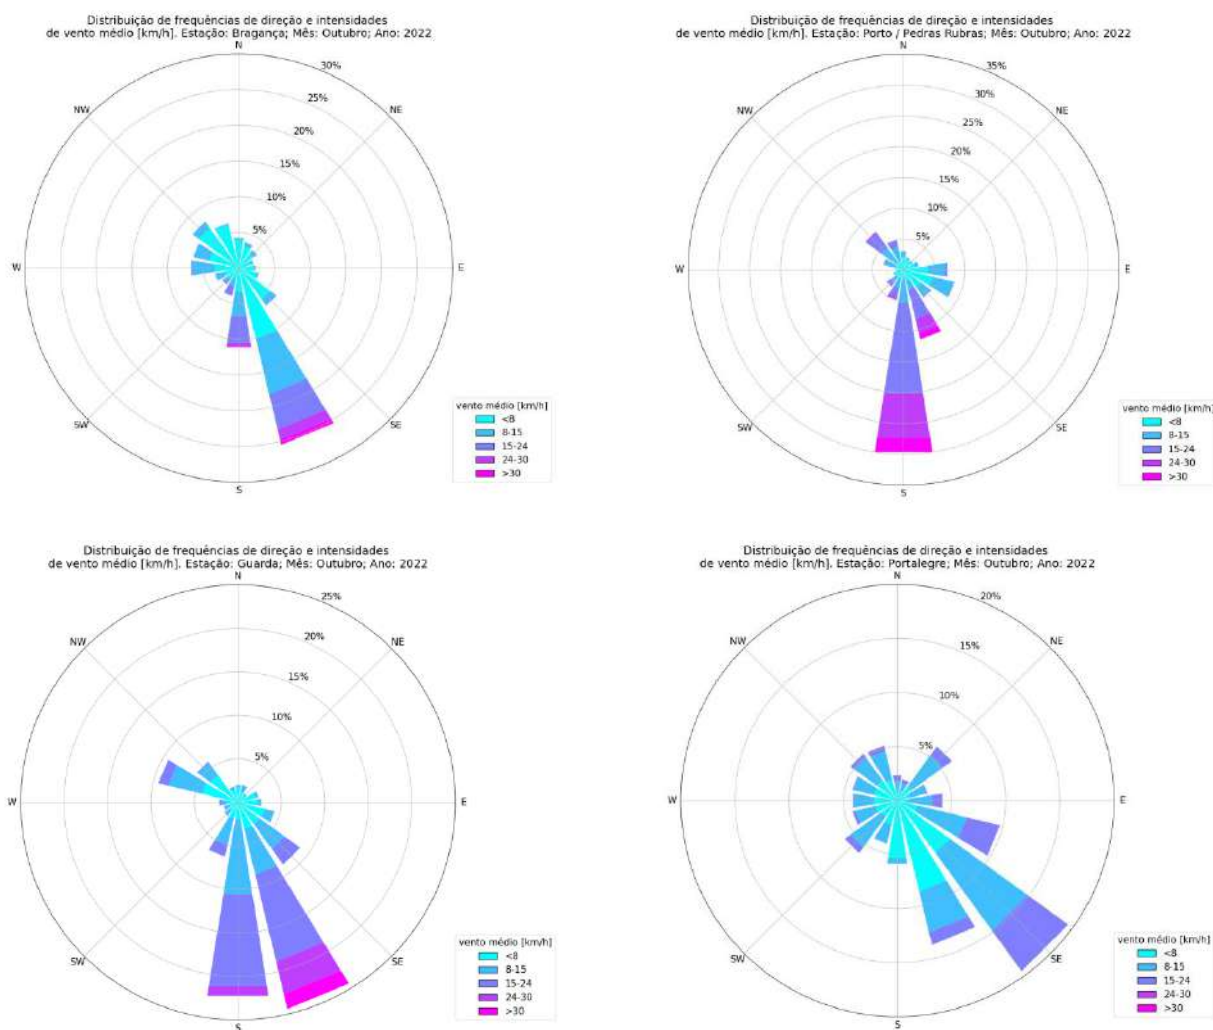 Distribuição de frequências de direção e intensidades
de vento médio [km/h]. Estação: Bragança; Mês: Outubro; Ano: 2022
N
30%
25%
20%
15%
10%
5%
NW
NE
W
E
SW
SE
S
vento médio [km/h]
<8
8-15
15-24
24-30
>30
Distribuição de frequências de direção e intensidades
de vento médio [km/h]. Estação: Porto / Pedras Rubras; Mês: Outubro; Ano: 2022
N
35%
30%
25%
20%
15%
10%
5%
NW
NE
W
E
SW
SE
S
vento médio [km/h]
<8
8-15
15-24
24-30
>30
Distribuição de frequências de direção e intensidades
de vento médio [km/h]. Estação: Guarda; Mês: Outubro; Ano: 2022
N
25%
20%
15%
10%
5%
NW
NE
W
E
SW
SE
S
vento médio [km/h]
<8
8-15
15-24
24-30
>30
Distribuição de frequências de direção e intensidades
de vento médio [km/h]. Estação: Portalegre; Mês: Outubro; Ano: 2022
N
20%
15%
10%
5%
NW
NE
W
E
SW
SE
S
vento médio [km/h]
<8
8-15
15-24
24-30
>30